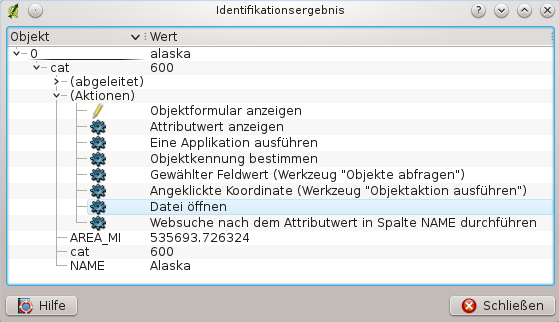 Identifikationsergebnis
Objekt Wert
0 alaska
cat 600
(abgeleitet)
(Aktionen)
Objektformular anzeigen
Attributwert anzeigen
Eine Applikation ausführen
Objektkennung bestimmen
Gewählter Feldwert (Werkzeug "Objekte abfragen")
Angeklickte Koordinate (Werkzeug "Objektaktion ausführen")
Datei öffnen
Websuche nach dem Attributwert in Spalte NAME durchführen
AREA_MI 535693.726324
cat 600
NAME Alaska
Hilfe Schließen